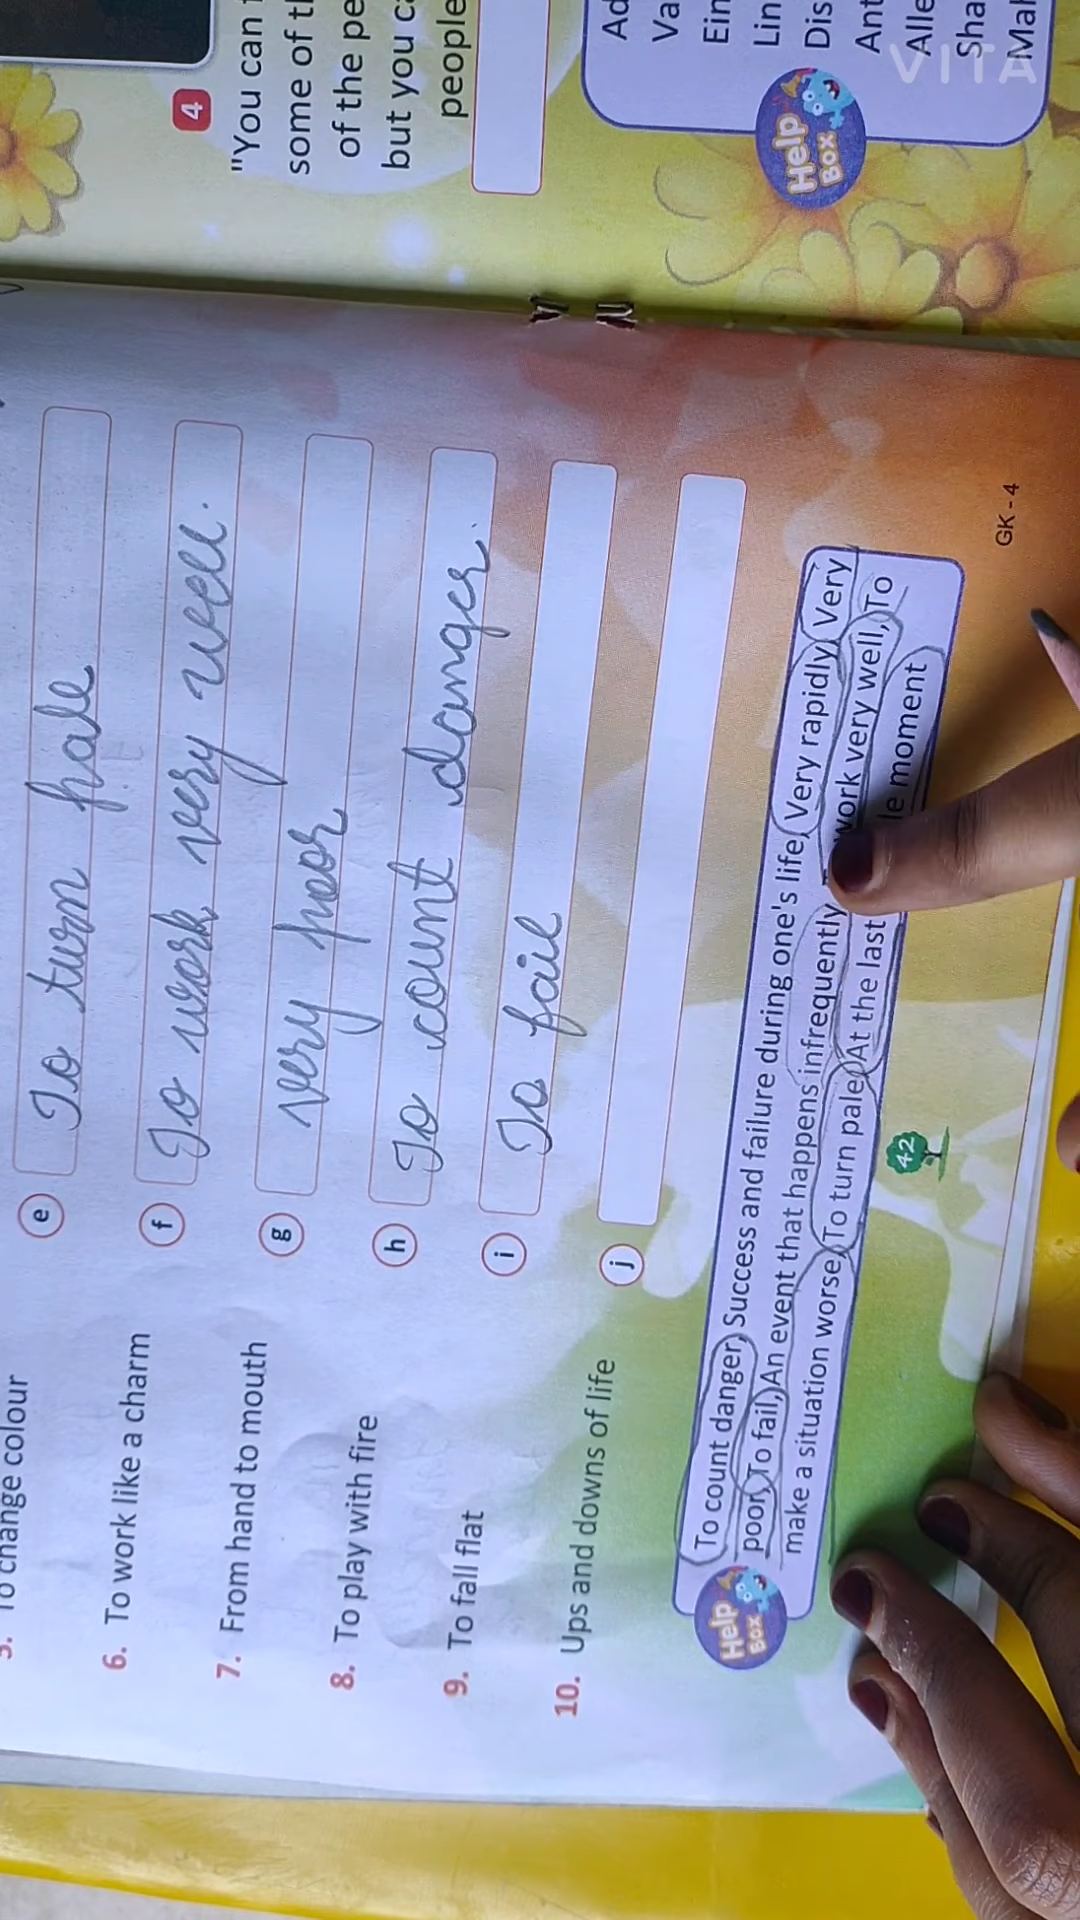 5. To change colour
e To turn pale
6. To work like a charm
f To work very well.
7. From hand to mouth
g very poor
8. To play with fire
h To count danger.
9. To fall flat
i To fail
10. Ups and downs of life
j
Help Box
To count danger, Success and failure during one's life, Very rapidly, Very
poor, To fail, An event that happens infrequently, work very well, To
make a situation worse, To turn pale, At the last le moment
42
GK - 4
4
"You can
some of
of the pe
but you c
people
Help Box
Ad
Va
Ein
Lin
Dis
Ant
Alle
Sha
Mah
VITA